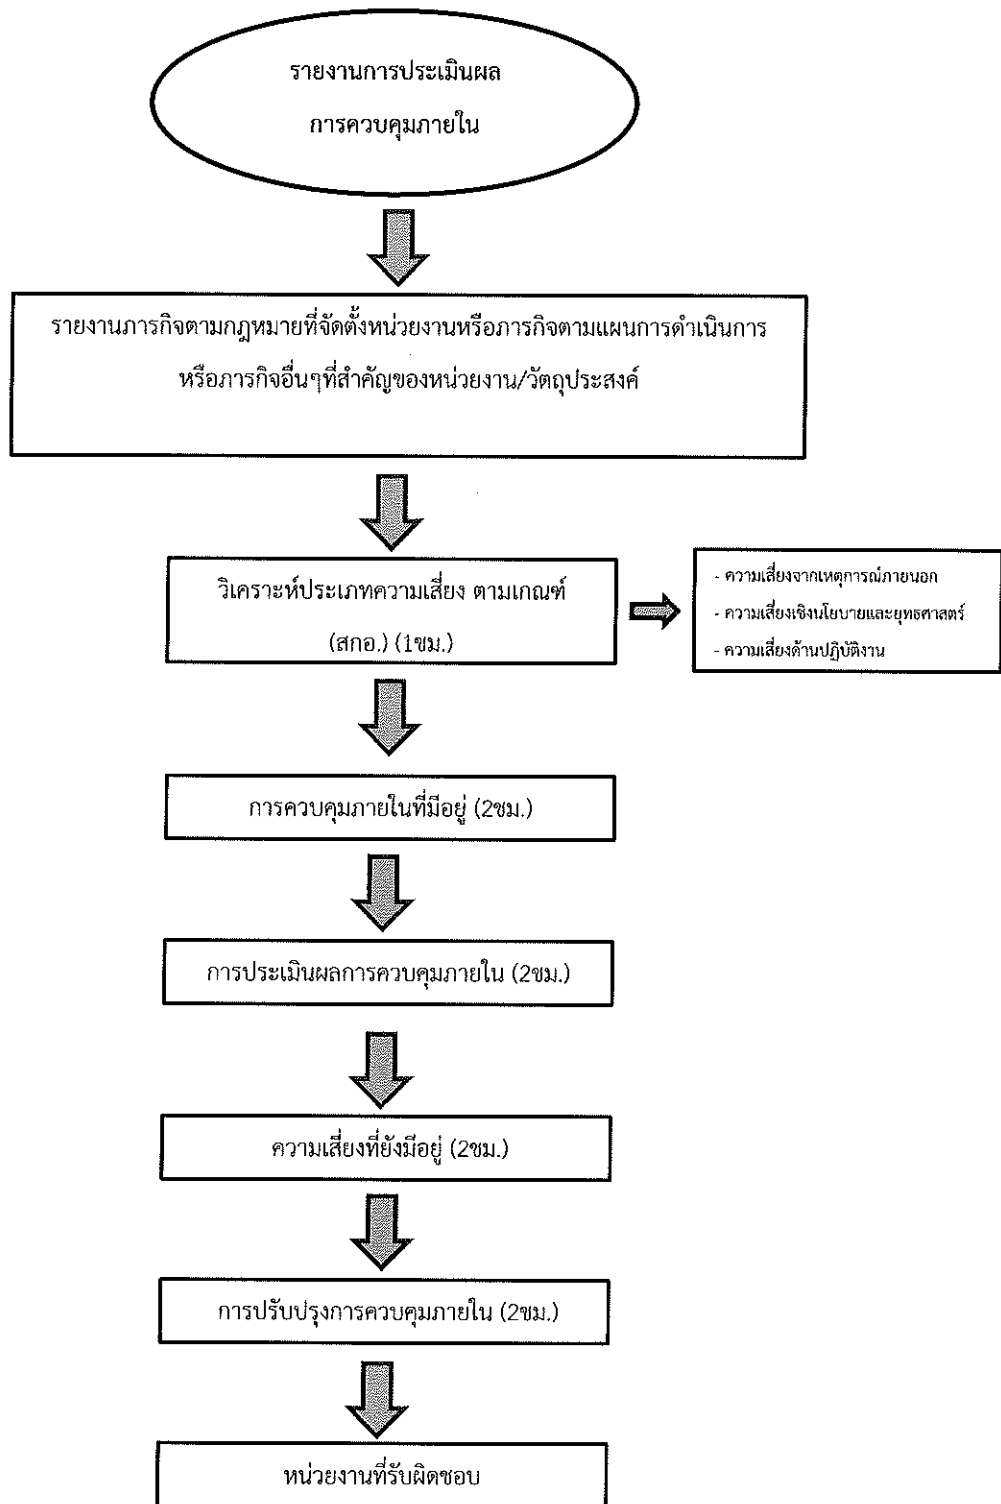 รายงานการประเมินผล
การควบคุมภายใน
รายงานภารกิจตามกฎหมายที่จัดตั้งหน่วยงานหรือภารกิจตามแผนการดำเนินการ
หรือภารกิจอื่นๆที่สำคัญของหน่วยงาน/วัตถุประสงค์
วิเคราะห์ประเภทความเสี่ยง ตามเกณฑ์
(สกอ.) (1ชม.)
- ความเสี่ยงจากเหตุการณ์ภายนอก
- ความเสี่ยงเชิงนโยบายและยุทธศาสตร์
- ความเสี่ยงด้านปฏิบัติงาน
การควบคุมภายในที่มีอยู่ (2ชม.)
การประเมินผลการควบคุมภายใน (2ชม.)
ความเสี่ยงที่ยังมีอยู่ (2ชม.)
การปรับปรุงการควบคุมภายใน (2ชม.)
หน่วยงานที่รับผิดชอบ